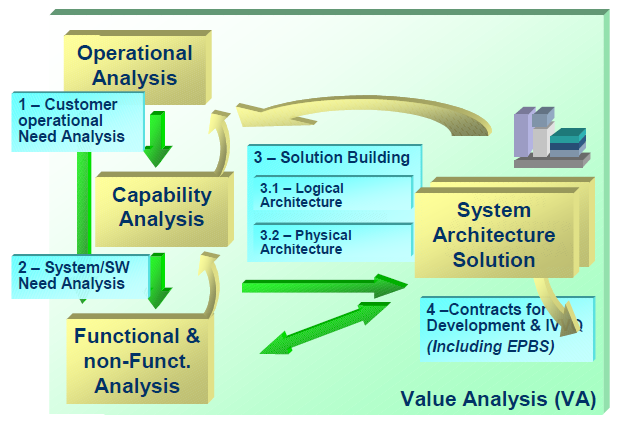 Operational
Analysis
1 – Customer
operational
Need Analysis
Capability
Analysis
2 – System/SW
Need Analysis
Functional &
non-Funct.
Analysis
3 – Solution Building
3.1 – Logical
Architecture
3.2 – Physical
Architecture
System
Architecture
Solution
4 –Contracts for
Development &
(Including EPBS)
Value Analysis (VA)